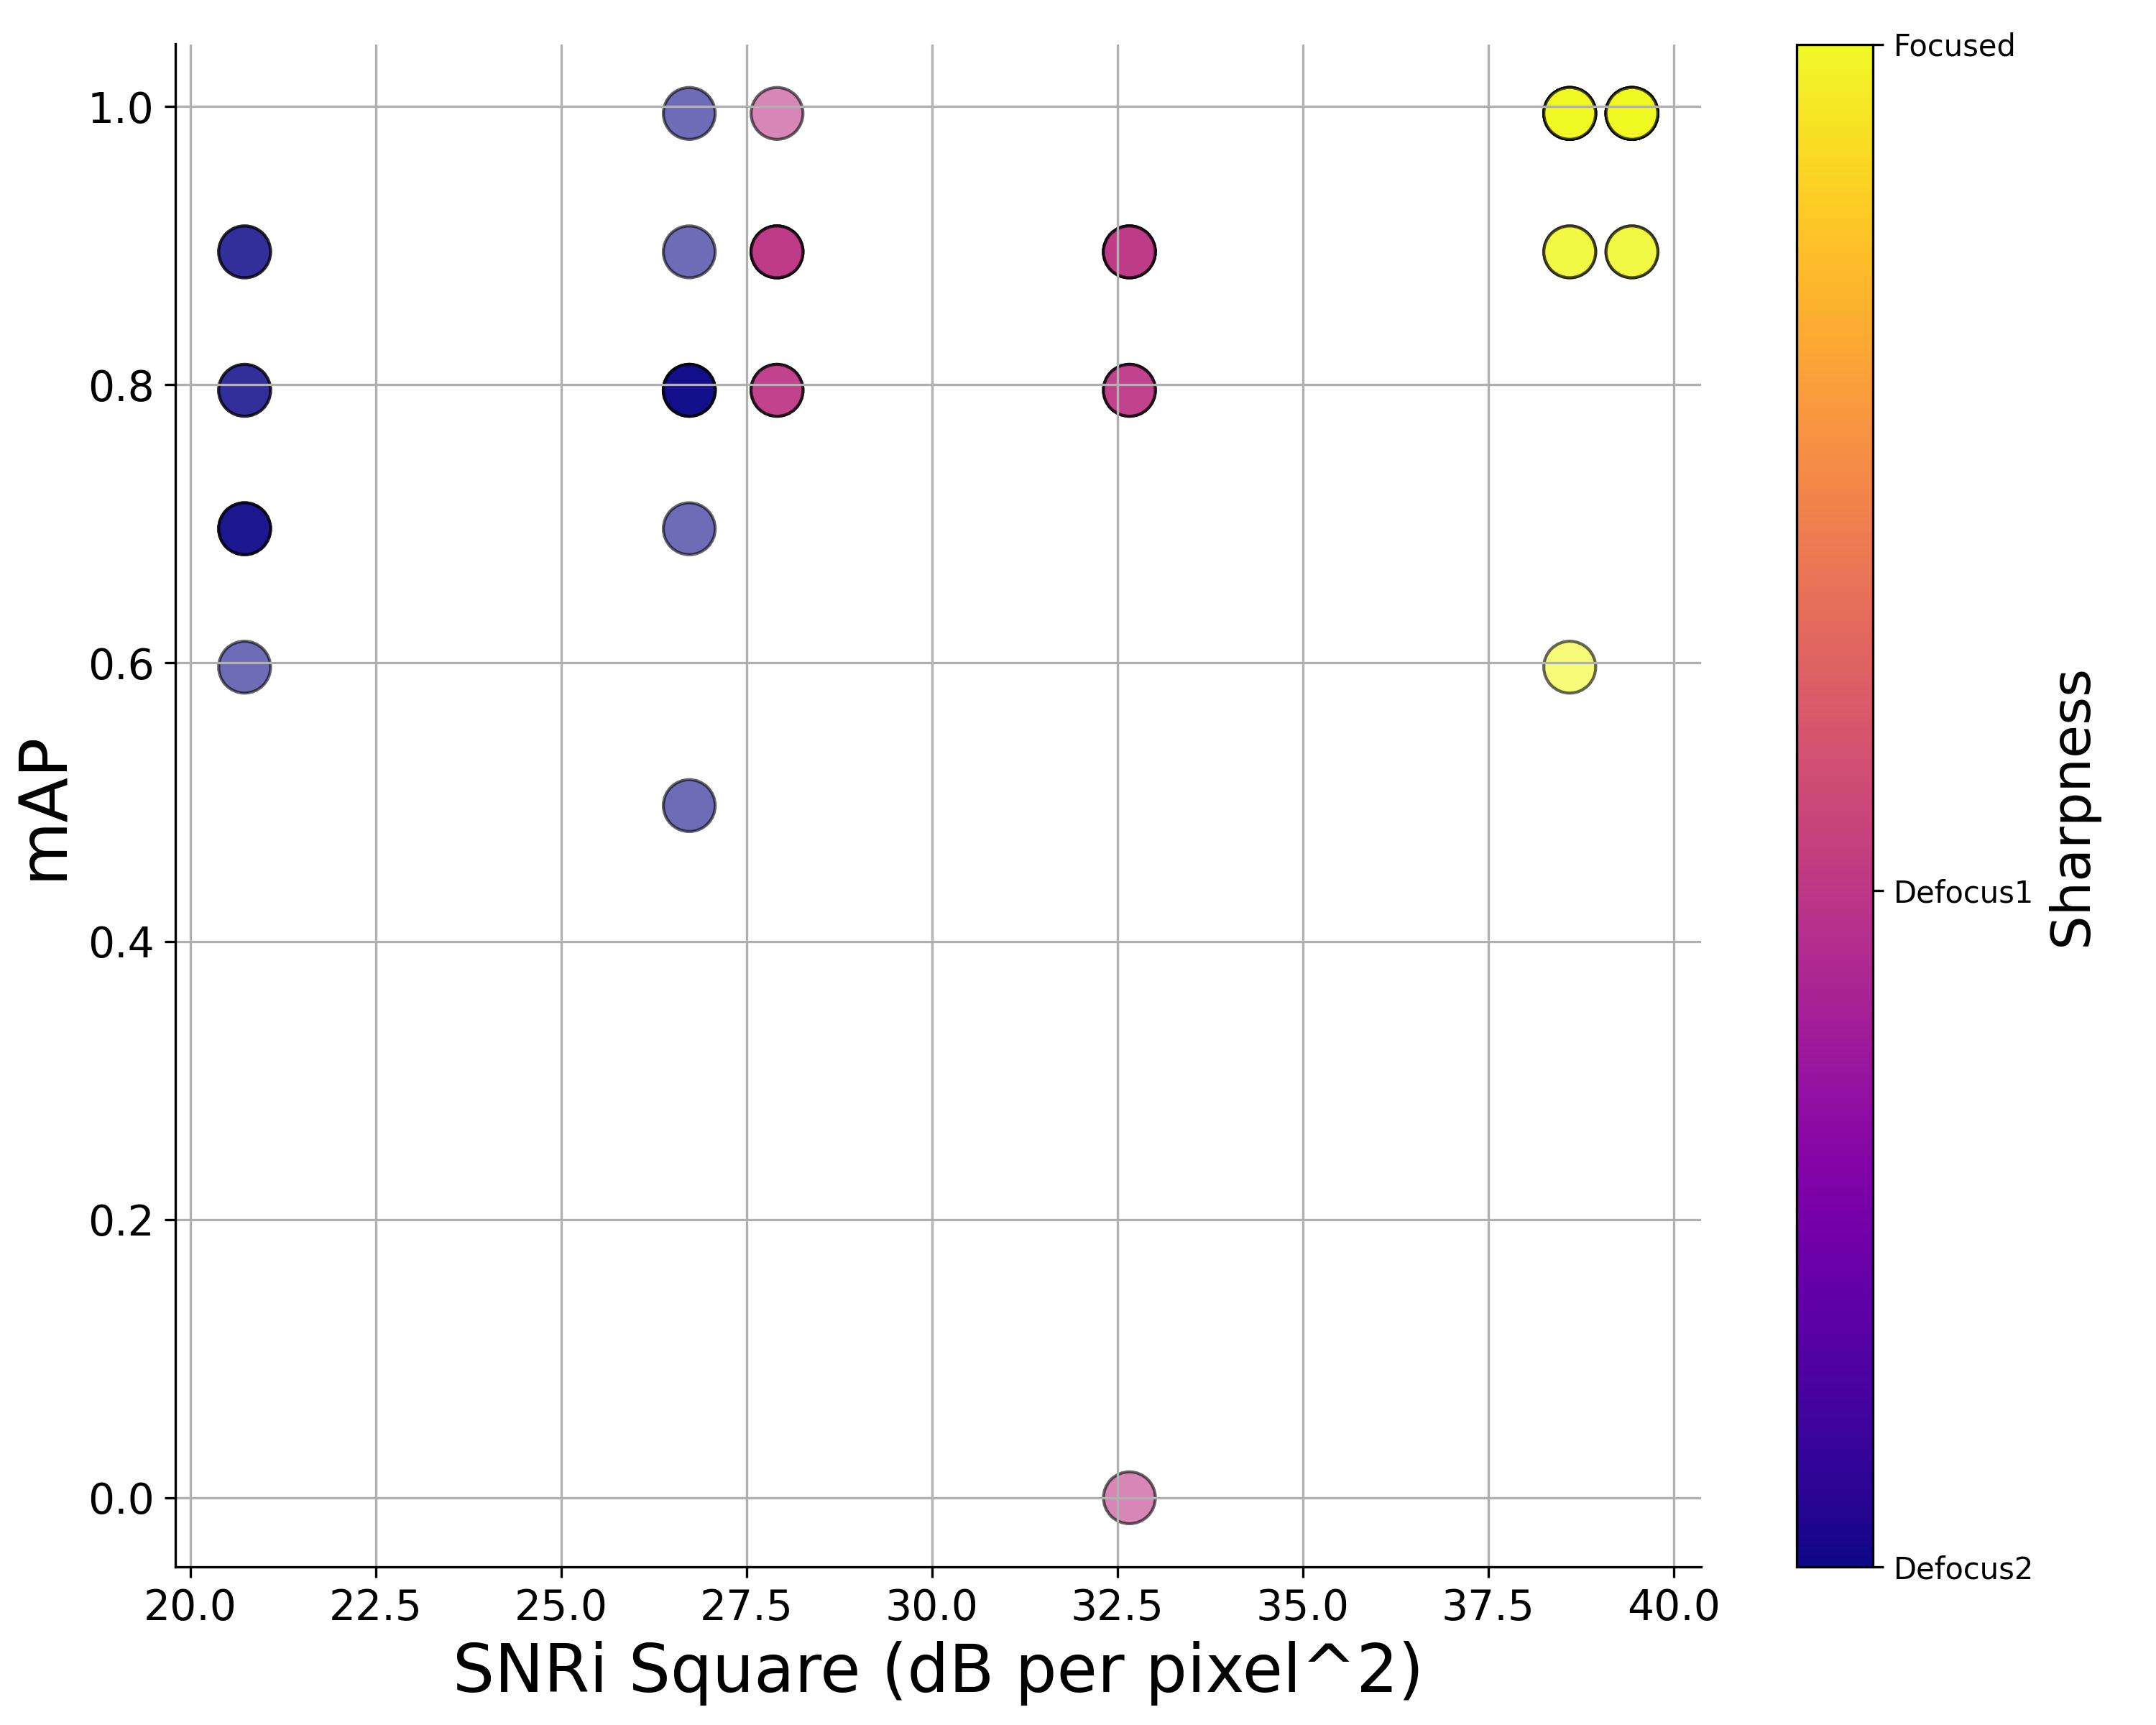 1.0
0.8
0.6
0.4
0.2
0.0
mAP
20.0 22.5 25.0 27.5 30.0 32.5 35.0 37.5 40.0
SNRi Square (dB per pixel^2)
Focused
Defocus1
Defocus2
Sharpness